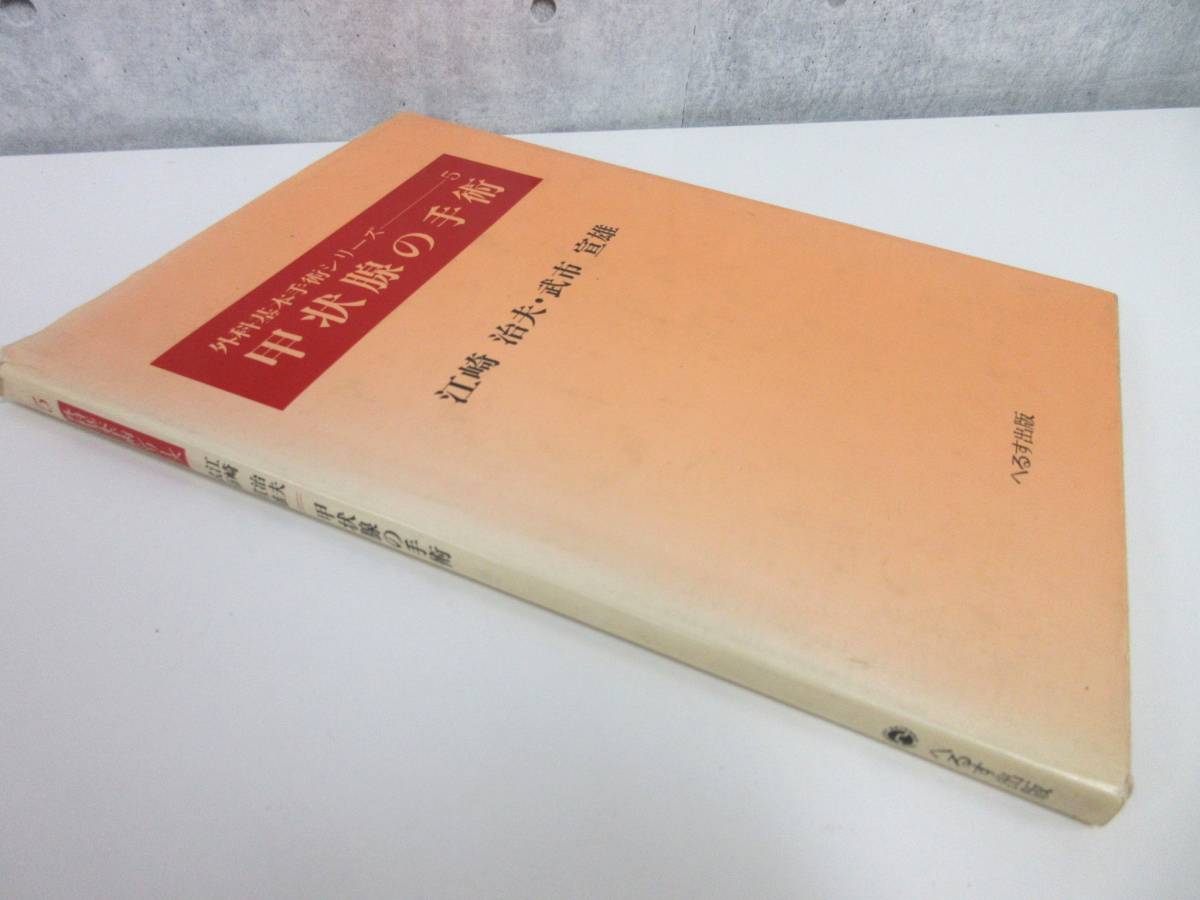 外科基本手術シリーズ——5
甲状腺の手術
江崎 治夫・武市 宣雄
へるす出版
5
江崎 治夫
甲状腺の手術
へるす出版